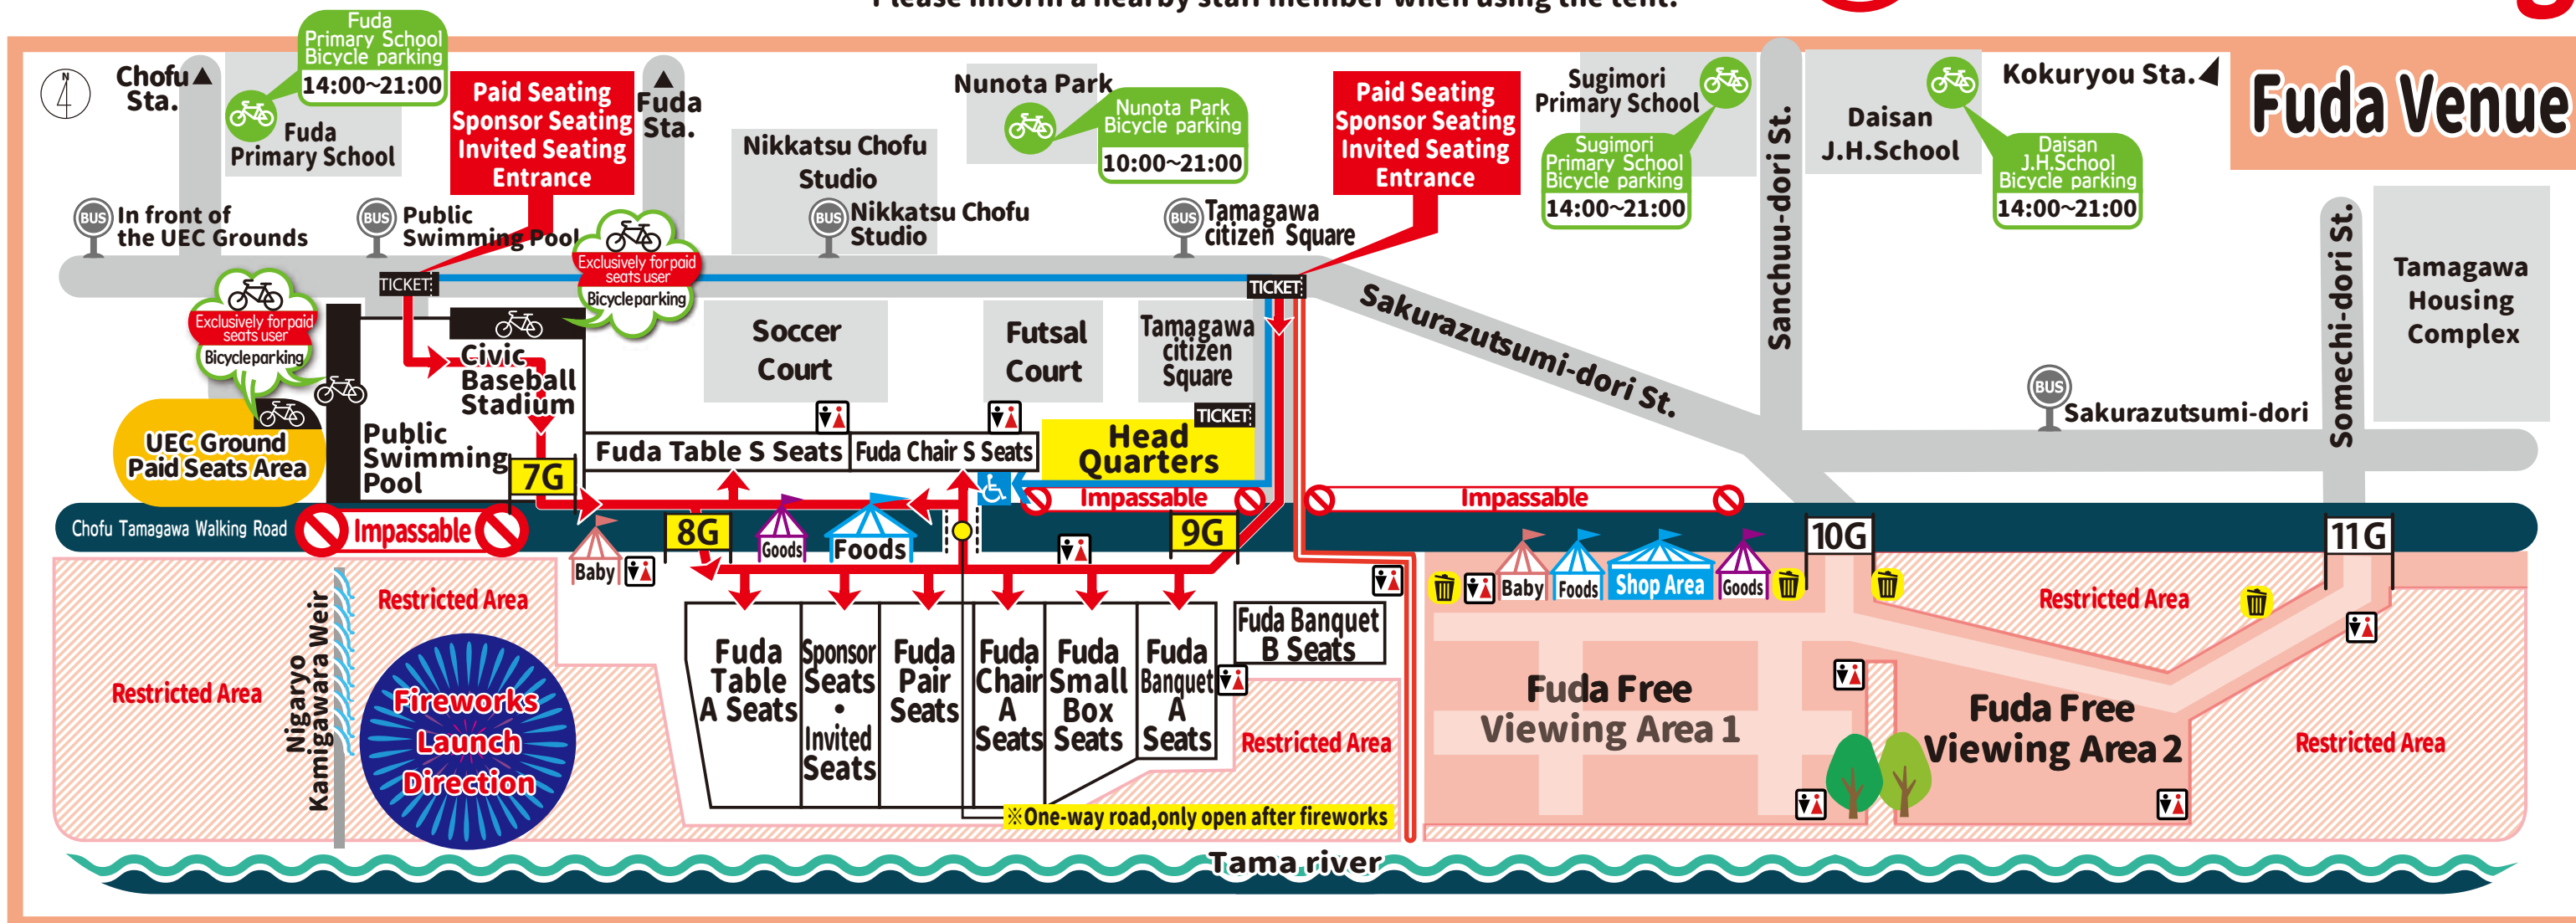 Please inform a nearby staff member when using the tent.
Fuda Venue
N
Chofu
Sta.
Fuda
Primary School
Bicycle parking
14:00~21:00
Fuda
Primary School
Paid Seating
Sponsor Seating
Invited Seating
Entrance
Fuda
Sta.
Nikkatsu Chofu
Studio
Nunota Park
Nunota Park
Bicycle parking
10:00~21:00
Paid Seating
Sponsor Seating
Invited Seating
Entrance
Sugimori
Primary School
Sugimori
Primary School
Bicycle parking
14:00~21:00
Sanchuu-dori St.
Daisan
J.H.School
Daisan
J.H.School
Bicycle parking
14:00~21:00
Kokuryou Sta.
BUS
In front of
the UEC Grounds
BUS
Public
Swimming Pool
BUS
Nikkatsu Chofu
Studio
BUS
Tamagawa
citizen Square
Somechi-dori St.
Tamagawa
Housing
Complex
BUS
Sakurazutsumi-dori
Sakurazutsumi-dori St.
TICKET
TICKET
TICKET
Exclusively for paid
seats user
Bicycle parking
Exclusively for paid
seats user
Bicycle parking
UEC Ground
Paid Seats Area
Civic
Baseball
Stadium
Public
Swimming
Pool
Soccer
Court
Futsal
Court
Tamagawa
citizen
Square
Fuda Table S Seats
Fuda Chair S Seats
Head
Quarters
7G
8G
9G
10G
11G
Chofu Tamagawa Walking Road
Impassable
Impassable
Impassable
Baby
Goods
Foods
Baby
Foods
Shop Area
Goods
Restricted Area
Restricted Area
Nigaryo
Kamigawara Weir
Fireworks
Launch
Direction
Fuda
Table
A Seats
Sponsor
Seats
•
Invited
Seats
Fuda
Pair
Seats
Fuda
Chair
A
Seats
Fuda
Small
Box
Seats
Fuda
Banquet
A
Seats
Fuda Banquet
B Seats
Restricted Area
※One-way road,only open after fireworks
Fuda Free
Viewing Area 1
Fuda Free
Viewing Area 2
Restricted Area
Restricted Area
Tama river